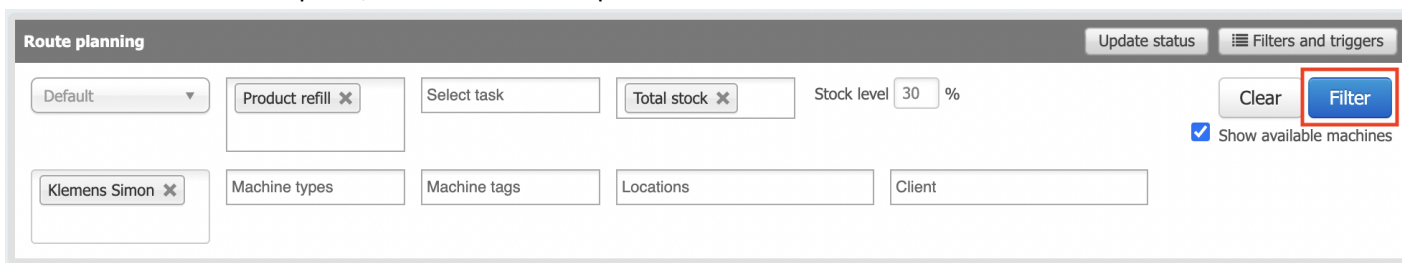 Route planning Update status Filters and triggers
Default Product refill Select task Total stock Stock level 30 % Clear Filter
Show available machines
Klemens Simon Machine types Machine tags Locations Client